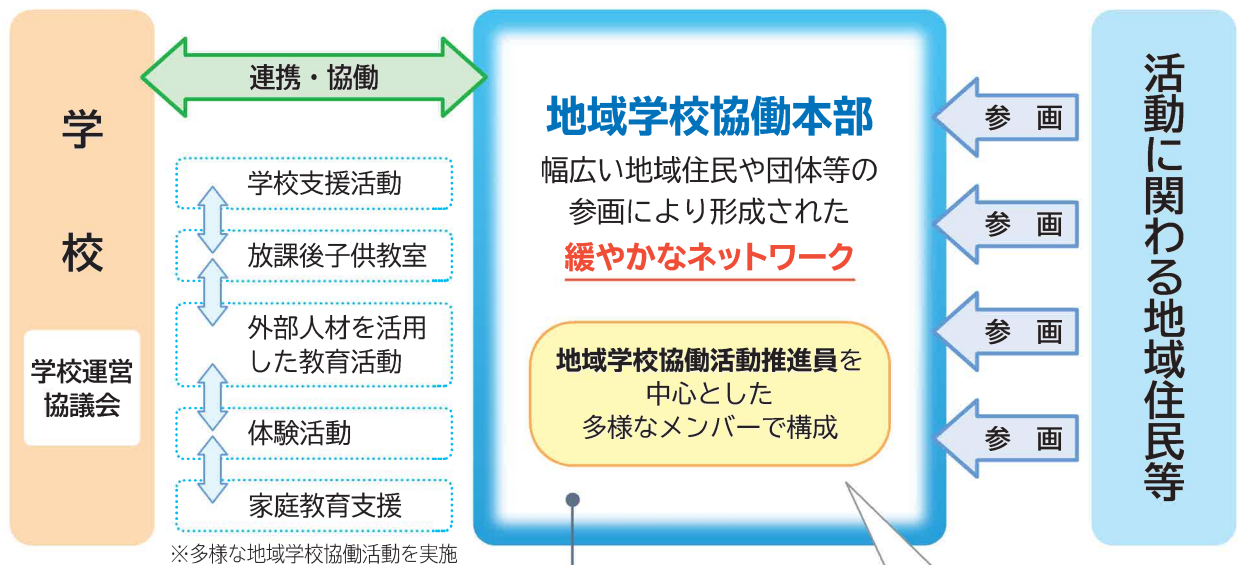 学校
学校運営
協議会
連携・協働
学校支援活動
放課後子供教室
外部人材を活用
した教育活動
体験活動
家庭教育支援
※多様な地域学校協働活動を実施
地域学校協働本部
幅広い地域住民や団体等の
参画により形成された
緩やかなネットワーク
地域学校協働活動推進員を
中心とした
多様なメンバーで構成
参　画
参　画
参　画
参　画
活動に関わる地域住民等